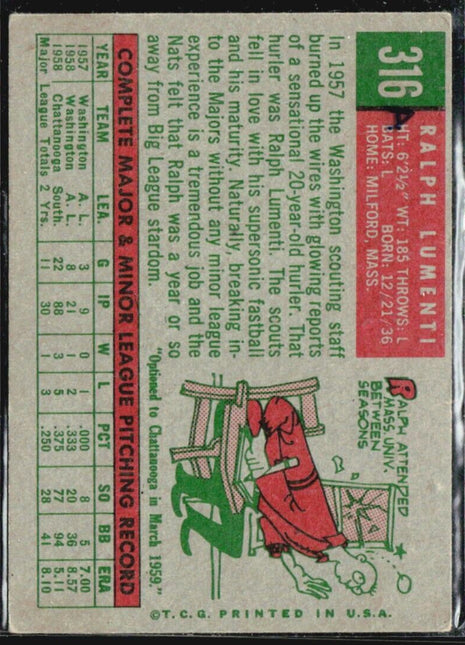 316
RALPH LUMENTI
HT: 6'2½" WT: 185 THROWS: L
BATS: L BORN: 12/21/36
HOME: MILFORD, MASS.
In 1957 the Washington scouting staff
burned up the wires with glowing reports
of a sensational 20-year-old hurler. That
hurler was Ralph Lumenti. The scouts
fell in love with his supersonic fastball
and his maturity. Naturally, breaking in-
to the Majors without any minor league
experience is a tremendous job and the
Nats felt that Ralph was a year or so
away from Big League stardom.
"Optioned to Chattanooga in March 1959."
RALPH ATTENDED
MASS. UNIV.
BETWEEN
SEASONS
ZZ
COMPLETE MAJOR & MINOR LEAGUE PITCHING RECORD
YEAR TEAM LEA. G IP W L PCT SO BB ERA
1957 Washington A. L. 3 9 0 1 .000 8 5 7.00
1958 Washington A. L. 8 21 1 2 .333 20 36 8.57
1958 Chattanooga South. 22 88 3 5 .375 77 94 5.11
Major League Totals 2 Yrs. 11 30 1 3 .250 28 41 8.10
©T.C.G. PRINTED IN U.S.A.